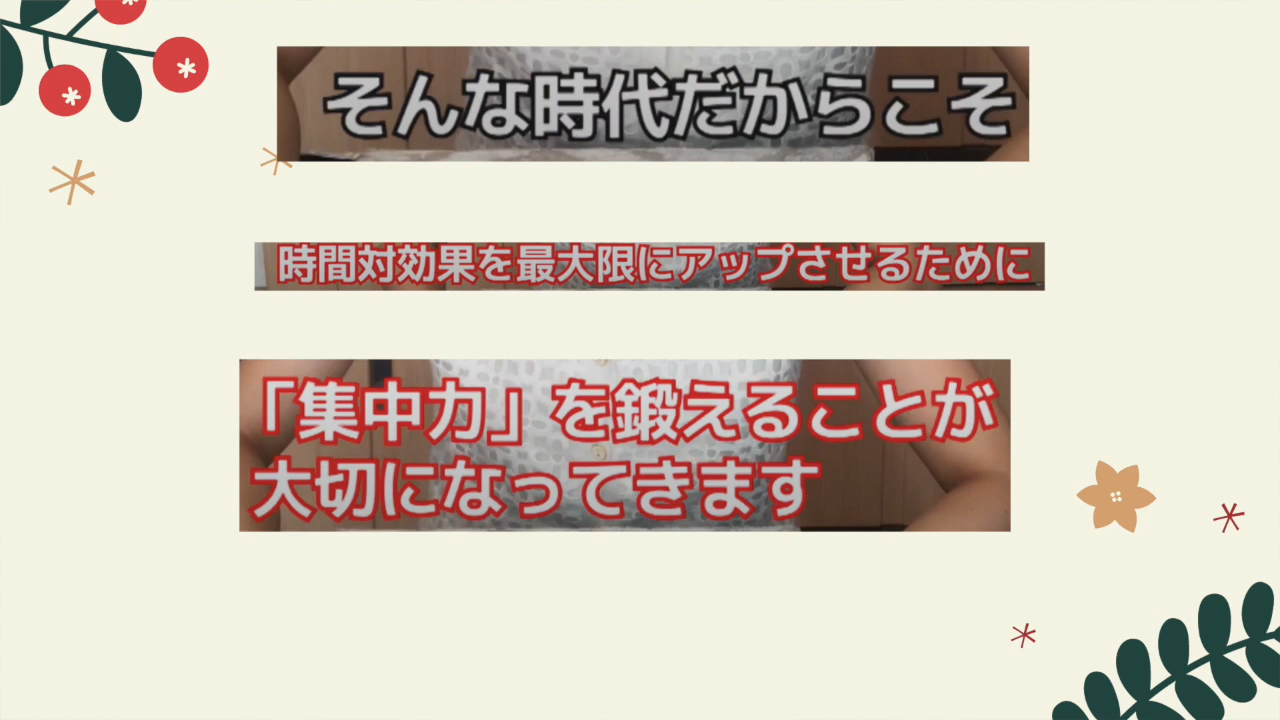 そんな時代だからこそ
時間対効果を最大限にアップさせるために
「集中力」を鍛えることが
大切になってきます